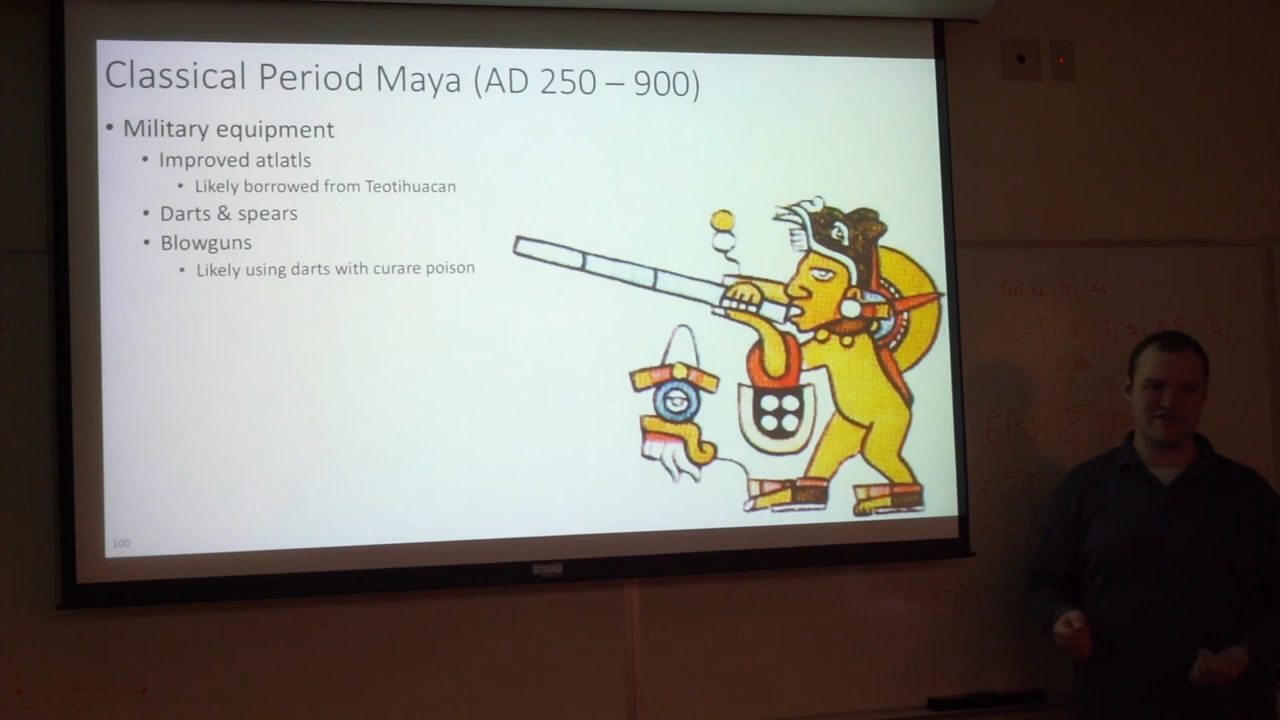 Classical Period Maya (AD 250 – 900)
• Military equipment
• Improved atlatls
• Likely borrowed from Teotihuacan
• Darts & spears
• Blowguns
• Likely using darts with curare poison
100
Define